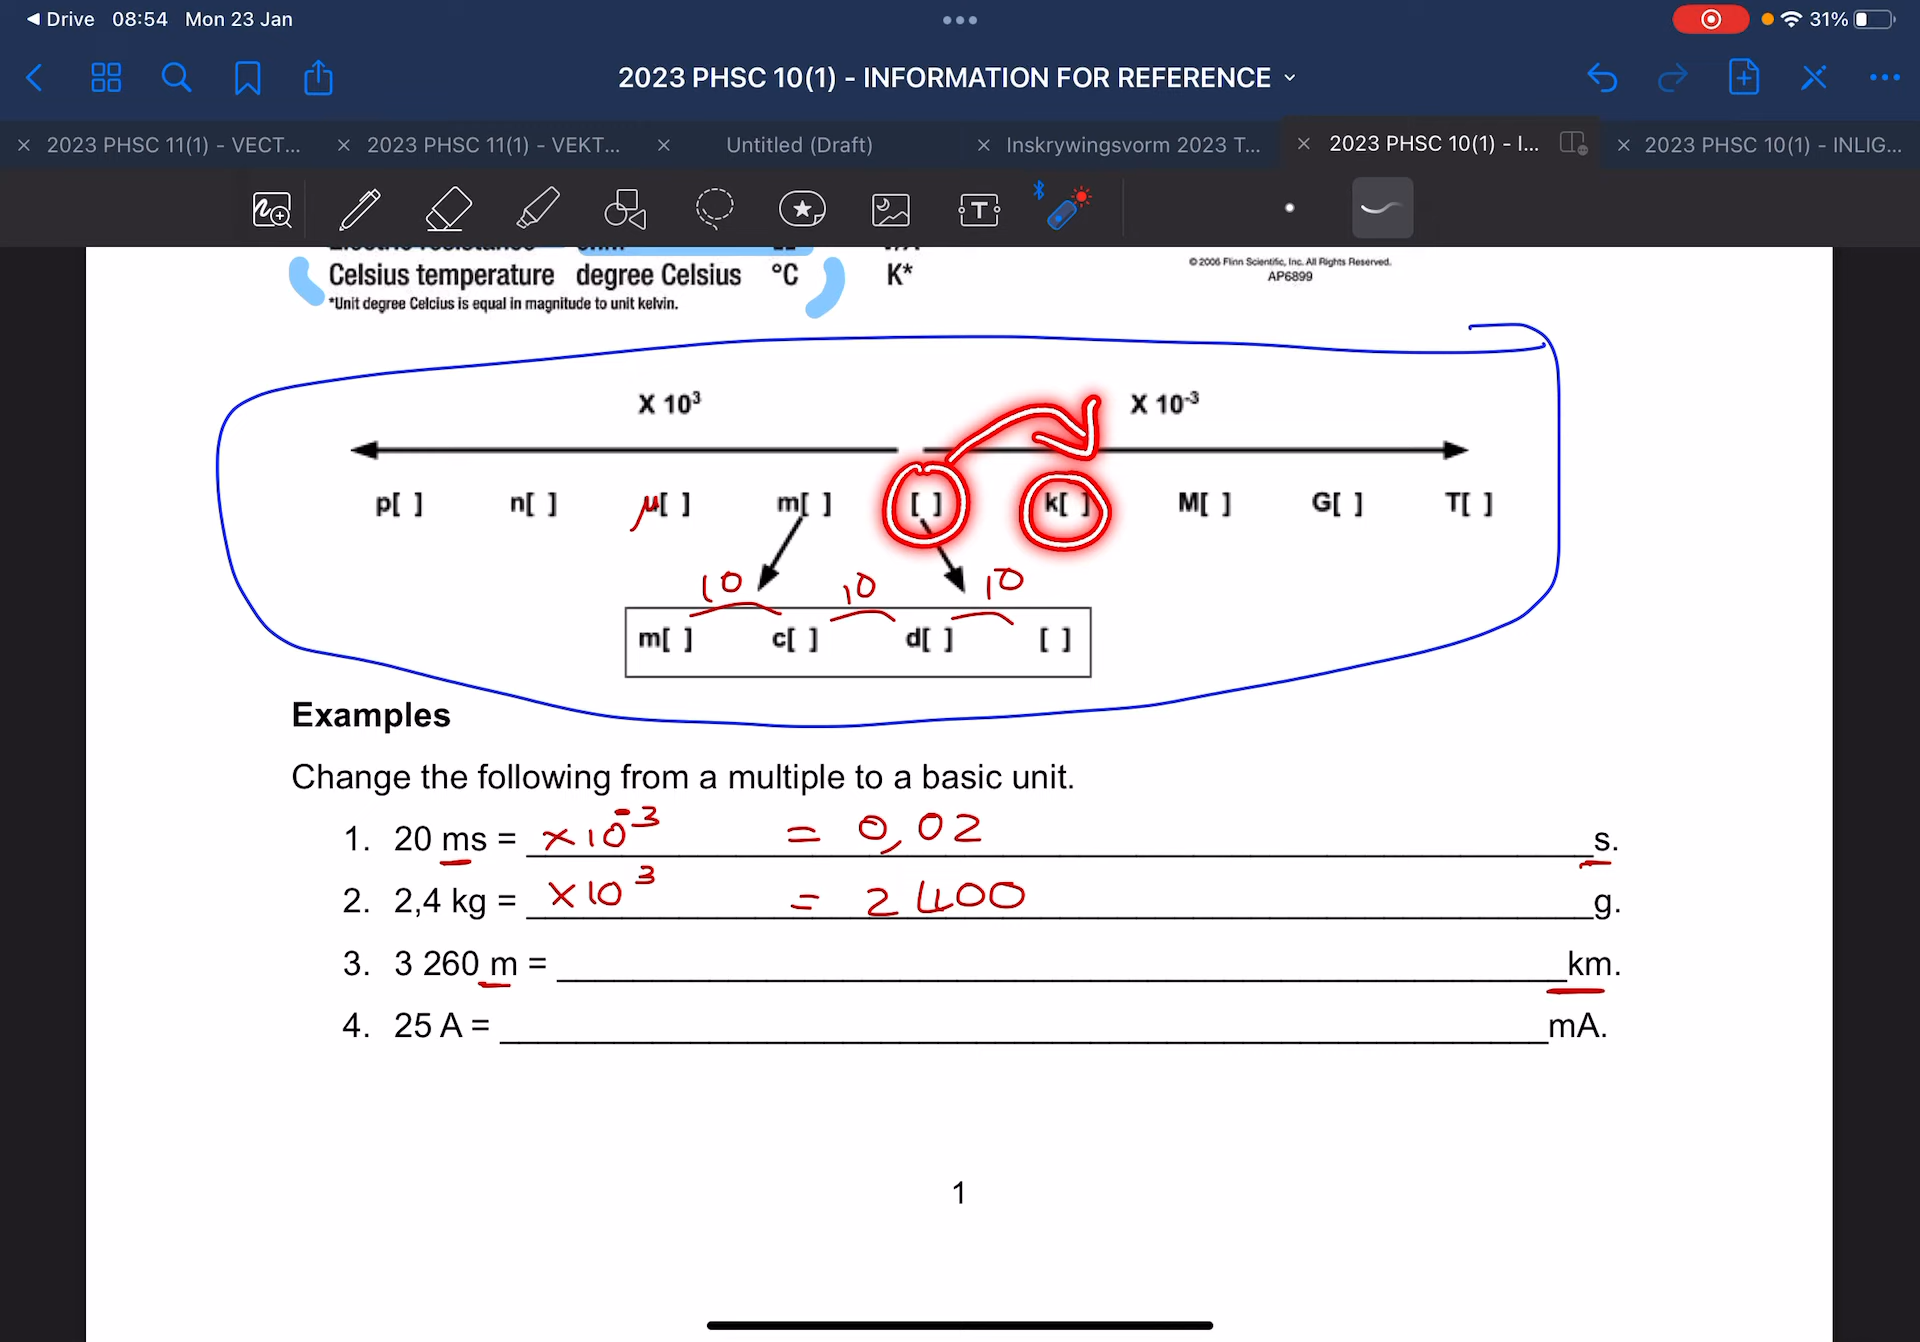 ◀ Drive 08:54 Mon 23 Jan
31%
2023 PHSC 10(1) - INFORMATION FOR REFERENCE
2023 PHSC 11(1) - VECT...
2023 PHSC 11(1) - VEKT...
Untitled (Draft)
Inskrywingsvorm 2023 T...
2023 PHSC 10(1) - I...
2023 PHSC 10(1) - INLIG...
Celsius temperature degree Celsius °C K*
*Unit degree Celcius is equal in magnitude to unit kelvin.
© 2006 Flinn Scientific, Inc. All Rights Reserved.
AP6899
X 10³ X 10⁻³
p[ ] n[ ] µ[ ] m[ ] [ ] k[ ] M[ ] G[ ] T[ ]
10 10 10
m[ ] c[ ] d[ ] [ ]
Examples
Change the following from a multiple to a basic unit.
1. 20 ms = ×10⁻³ = 0,02 s.
2. 2,4 kg = ×10³ = 2 400 g.
3. 3 260 m = km.
4. 25 A = mA.
1